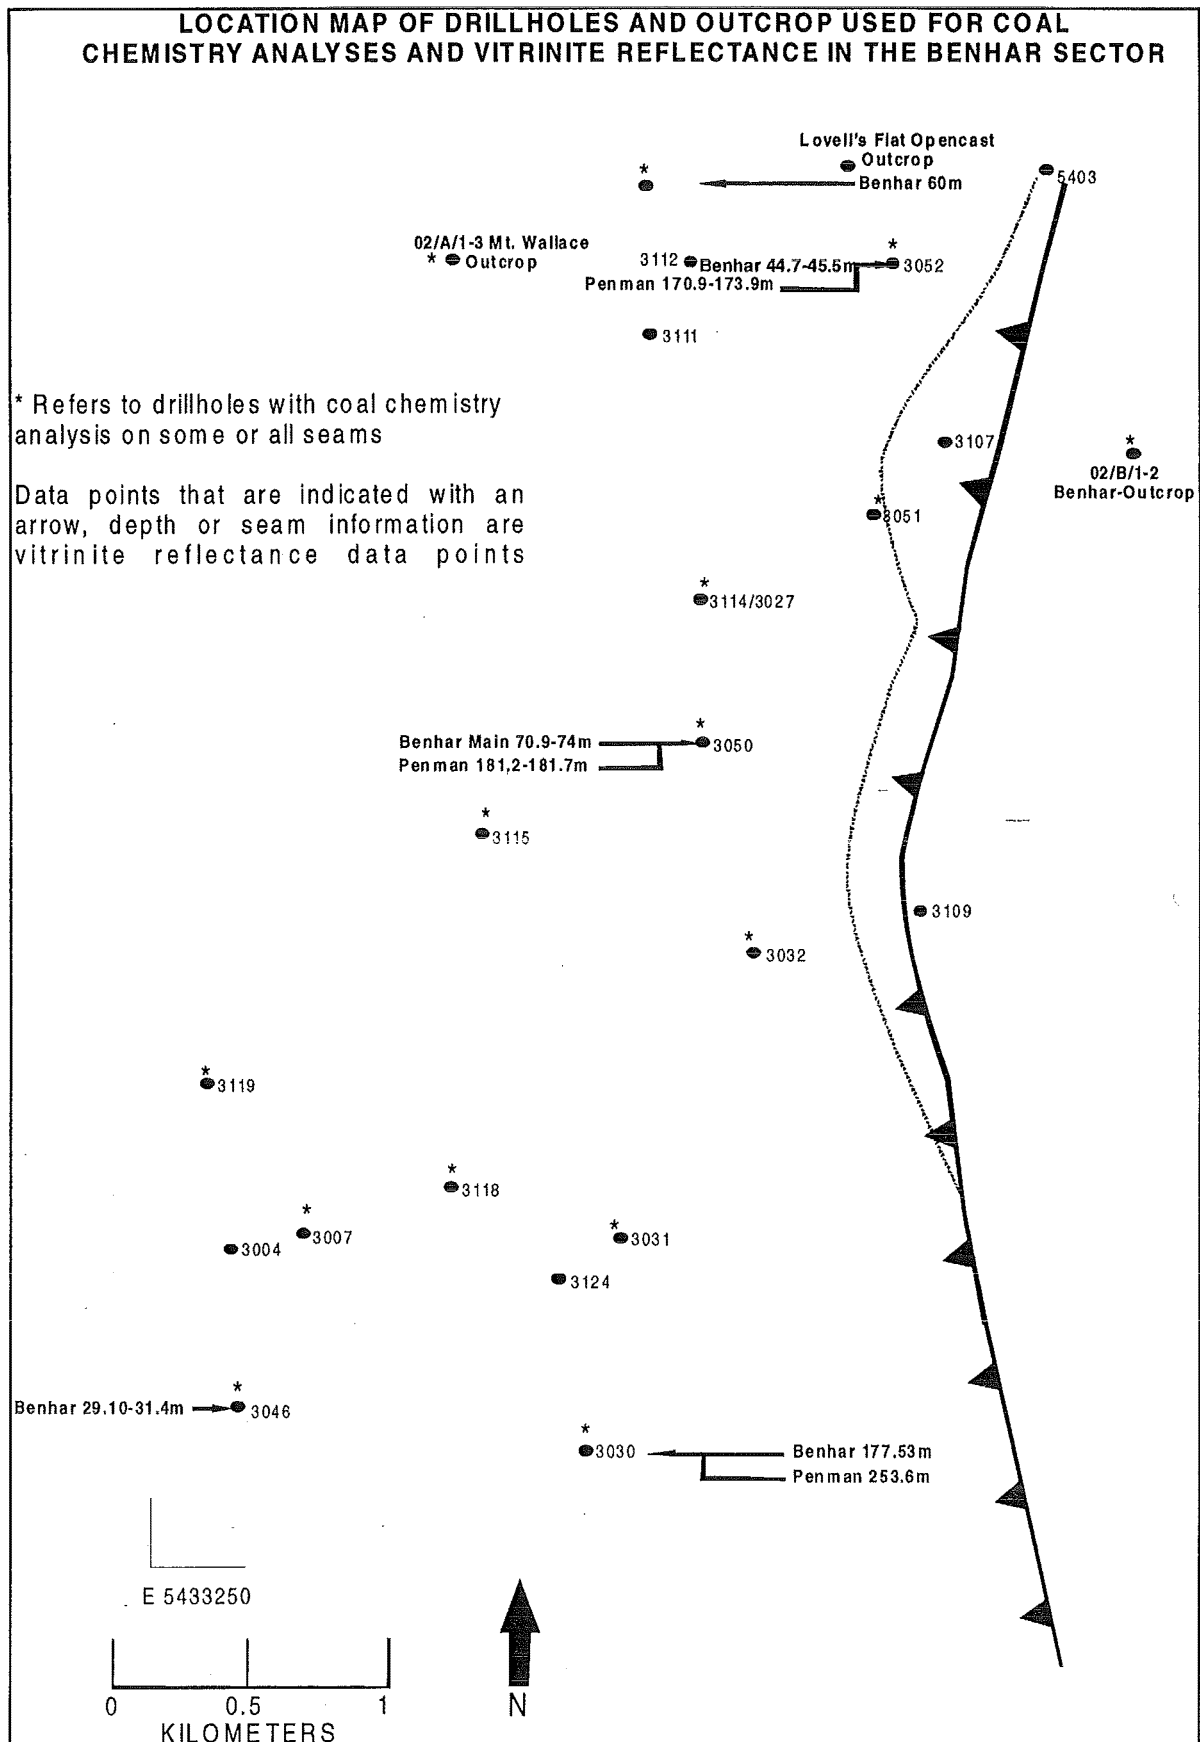 LOCATION MAP OF DRILLHOLES AND OUTCROP USED FOR COAL
CHEMISTRY ANALYSES AND VITRINITE REFLECTANCE IN THE BENHAR SECTOR
Lovell's Flat Opencast
Outcrop
*
Benhar 60m
5403
02/A/1-3 Mt. Wallace
* Outcrop
3112
Benhar 44.7-45.5m
*
3052
Penman 170.9-173.9m
3111
* Refers to drillholes with coal chemistry
analysis on some or all seams
3107
*
02/B/1-2
Benhar-Outcrop
Data points that are indicated with an
arrow, depth or seam information are
vitrinite reflectance data points
*
3051
*
3114/3027
*
Benhar Main 70.9-74m
3050
Penman 181,2-181.7m
*
3115
3109
*
3032
*
3119
*
3118
*
3007
3004
*
3031
3124
*
Benhar 29.10-31.4m
3046
*
3030
Benhar 177.53m
Penman 253.6m
E 5433250
0 0.5 1
KILOMETERS
N